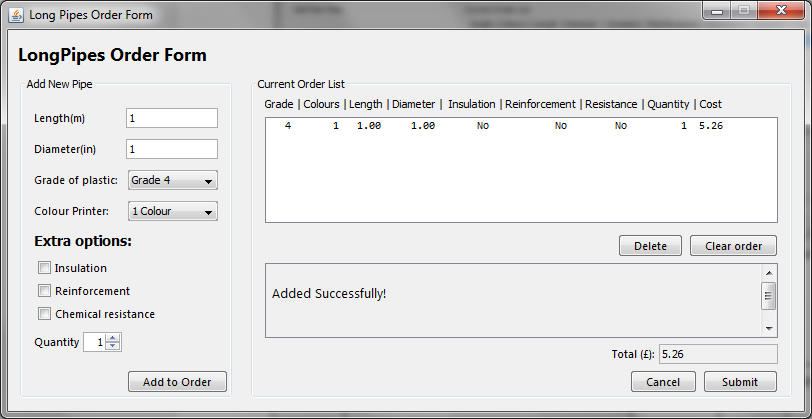 Long Pipes Order Form
LongPipes Order Form
Add New Pipe
Length(m) 1
Diameter(in) 1
Grade of plastic: Grade 4
Colour Printer: 1 Colour
Extra options:
Insulation
Reinforcement
Chemical resistance
Quantity 1
Add to Order
Current Order List
Grade | Colours | Length | Diameter | Insulation | Reinforcement | Resistance | Quantity | Cost
4 1 1.00 1.00 No No No 1 5.26
Delete Clear order
Added Successfully!
Total (£): 5.26
Cancel Submit